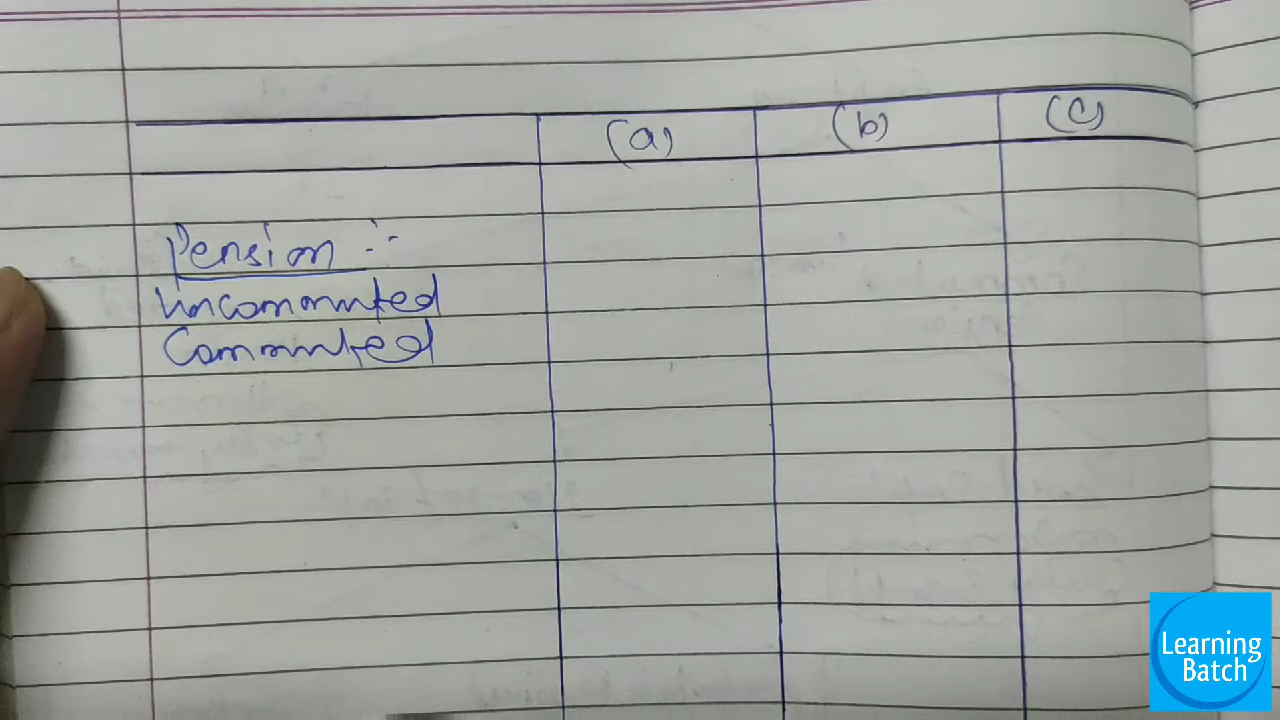 (a) (b) (c)
Pension :-
Uncommuted
Commuted
Learning
Batch